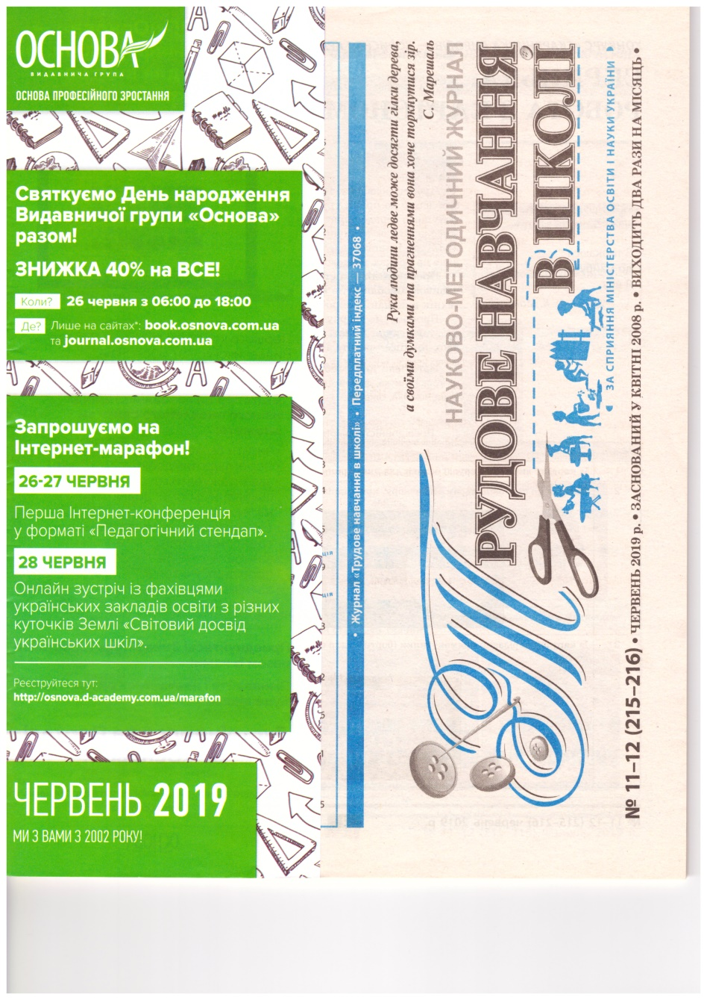 ОСНОВА
ВИДАВНИЧА ГРУПА
ОСНОВА ПРОФЕСІЙНОГО ЗРОСТАННЯ
Святкуємо День народження
Видавничої групи «Основа»
разом!
ЗНИЖКА 40% на ВСЕ!
Коли? 26 червня з 06:00 до 18:00
Де? Лише на сайтах*: book.osnova.com.ua
та journal.osnova.com.ua
Запрошуємо на
Інтернет-марафон!
26-27 ЧЕРВНЯ
Перша Інтернет-конференція
у форматі «Педагогічний стендап».
28 ЧЕРВНЯ
Онлайн зустріч із фахівцями
українських закладів освіти з різних
куточків Землі «Світовий досвід
українських шкіл».
Реєструйтеся тут:
http://osnova.d-academy.com.ua/marafon
ЧЕРВЕНЬ 2019
МИ З ВАМИ З 2002 РОКУ!
• Журнал «Трудове навчання в школі» • Передплатний індекс — 37068 •
Рука людини ледве може досягти гілки дерева,
а своїми думками та прагненнями вона хоче торкнутися зір.
С. Марешаль
НАУКОВО-МЕТОДИЧНИЙ ЖУРНАЛ
ТРУДОВЕ НАВЧАННЯ®
В ШКОЛІ
ЗА СПРИЯННЯ МІНІСТЕРСТВА ОСВІТИ І НАУКИ УКРАЇНИ
№ 11–12 (215–216) • ЧЕРВЕНЬ 2019 р. • ЗАСНОВАНИЙ У КВІТНІ 2008 р. • ВИХОДИТЬ ДВА РАЗИ НА МІСЯЦЬ •